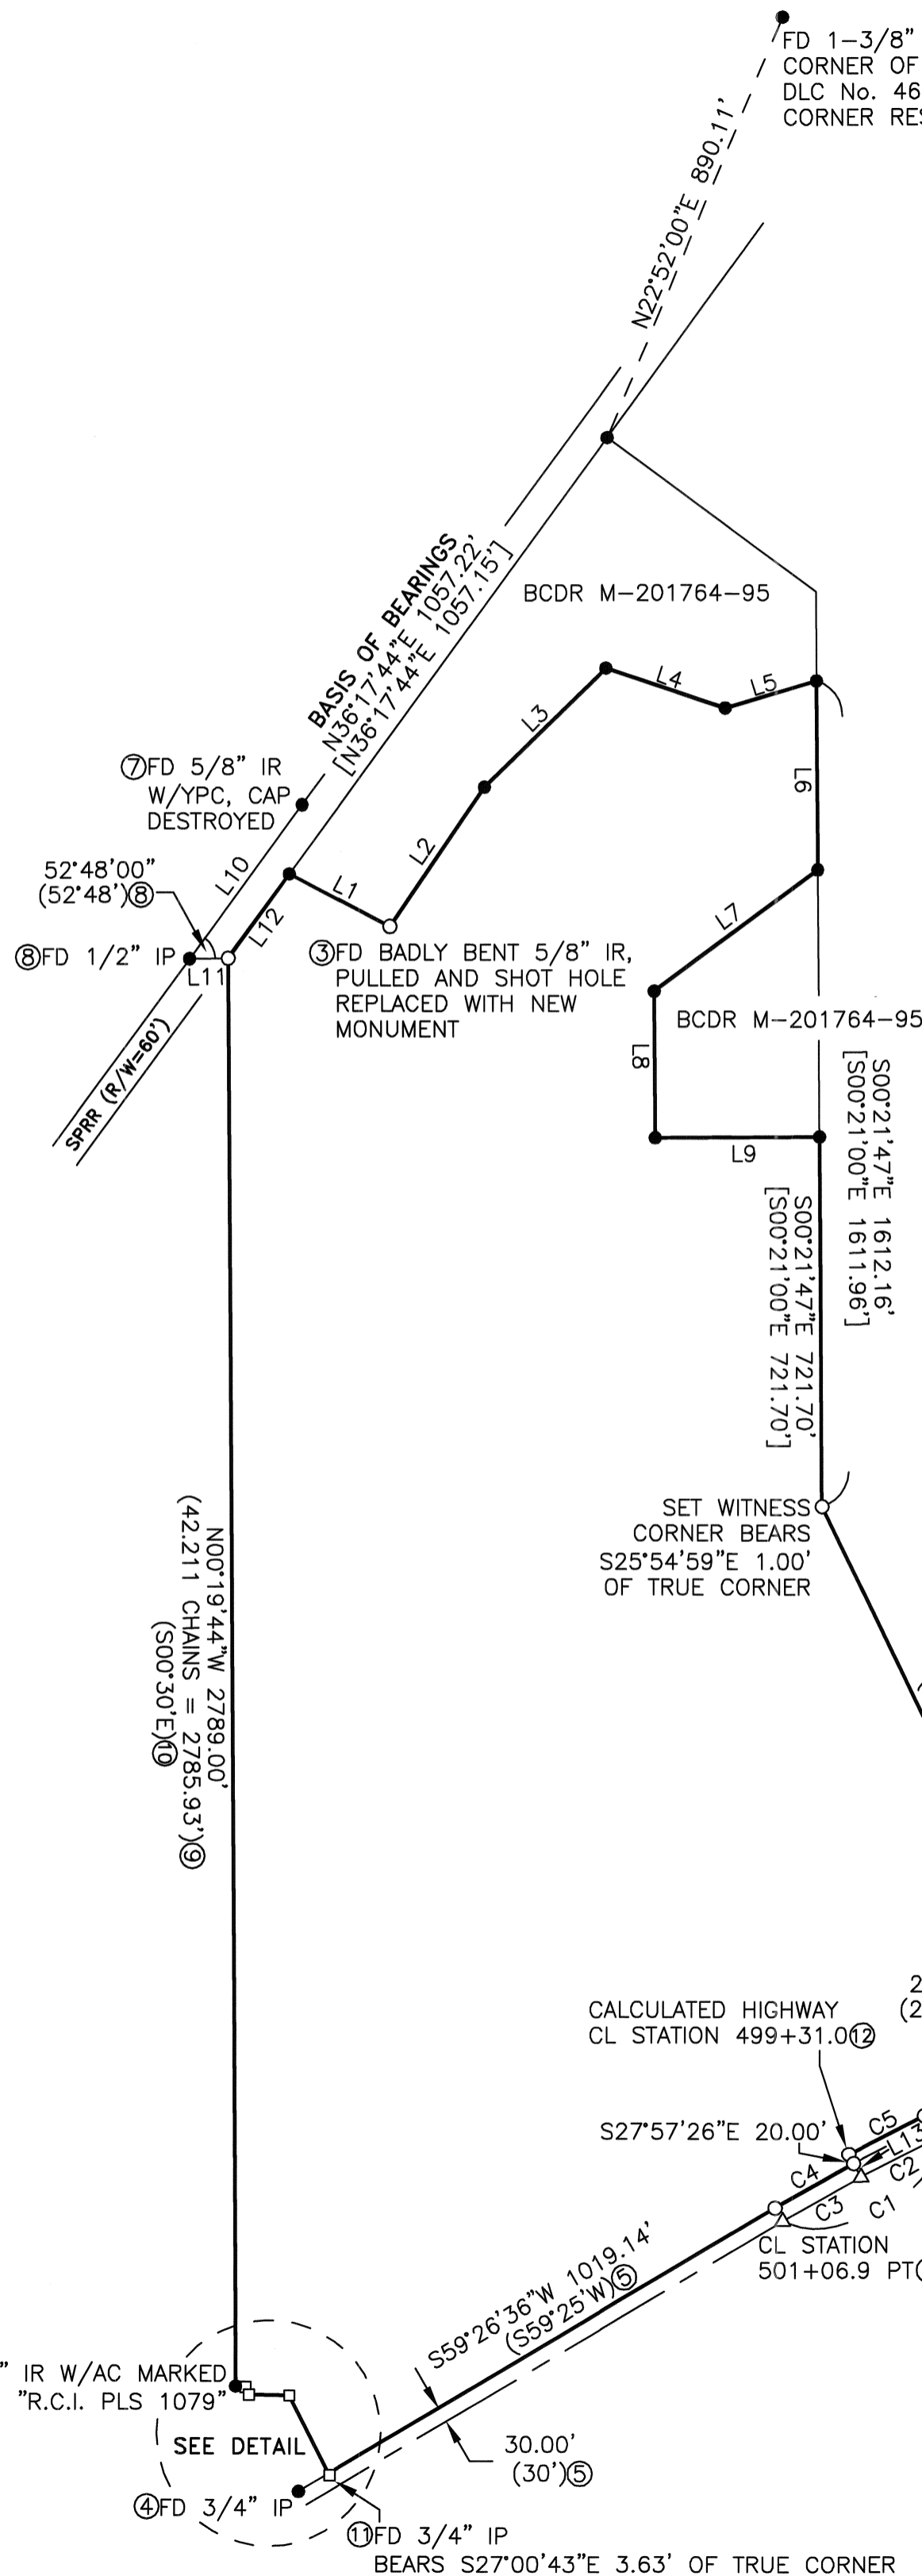 FD 1-3/8"
CORNER OF
DLC No. 46
CORNER RES
N22°52'00"E 890.11'
BASIS OF BEARINGS
N36°17'44"E 1057.22'
[N36°17'44"E 1057.15']
BCDR M-201764-95
L4
L5
L3
L6
L2
L1
L7
⑦FD 5/8" IR
W/YPC, CAP
DESTROYED
L10
52°48'00"
(52°48')⑧
L12
⑧FD 1/2" IP
L11
③FD BADLY BENT 5/8" IR,
PULLED AND SHOT HOLE
REPLACED WITH NEW
MONUMENT
SPRR (R/W=60')
BCDR M-201764-95
L8
L9
S00°21'47"E 1612.16'
[S00°21'00"E 1611.96']
S00°21'47"E 721.70'
[S00°21'00"E 721.70']
SET WITNESS
CORNER BEARS
S25°54'59"E 1.00'
OF TRUE CORNER
N00°19'44"W 2789.00'
(42.211 CHAINS = 2785.93')⑨
(S00°30'E)⑩
2
(2
CALCULATED HIGHWAY
CL STATION 499+31.0⑫
S27°57'26"E 20.00'
C5
L13
C4
C2
C3
C1
CL STATION
501+06.9 PT(
S59°26'36"W 1019.14'
(S59°25'W)⑤
30.00'
(30')⑤
" IR W/AC MARKED
"R.C.I. PLS 1079"
SEE DETAIL
④FD 3/4" IP
⑪FD 3/4" IP
BEARS S27°00'43"E 3.63' OF TRUE CORNER